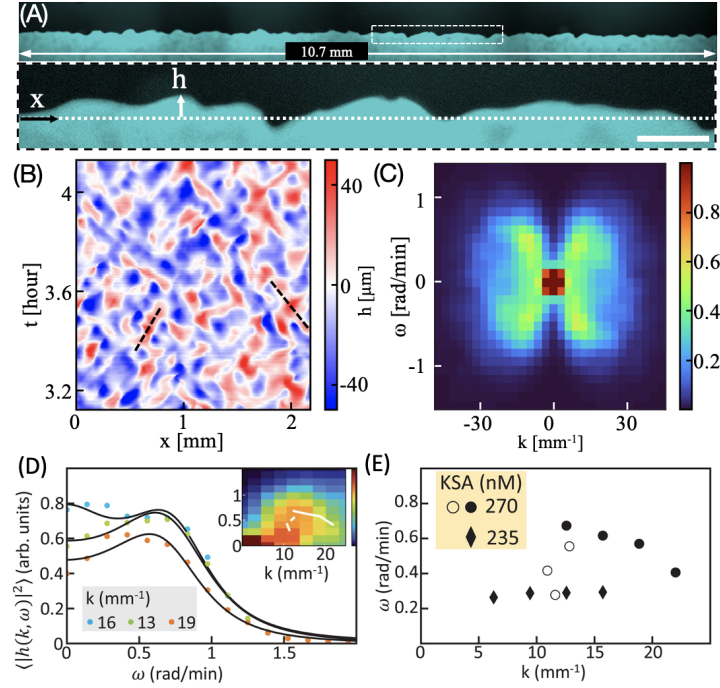 (A)
10.7 mm
h
x
(B)
4
3.6
3.2
t [hour]
0
1
2
x [mm]
40
0
-40
h [μm]
(C)
1
0
-1
ω [rad/min]
-30
0
30
k [mm⁻¹]
0.8
0.6
0.4
0.2
(D)
1
0.8
0.6
0.4
0.2
0
⟨|h(k, ω)|²⟩ (arb. units)
k (mm⁻¹)
16
13
19
0
0.5
1
1.5
ω (rad/min)
1.5
1
0.5
0
10
20
k (mm⁻¹)
(E)
KSA (nM)
270
235
1
0.8
0.6
0.4
0.2
ω (rad/min)
0
5
10
15
20
25
k (mm⁻¹)